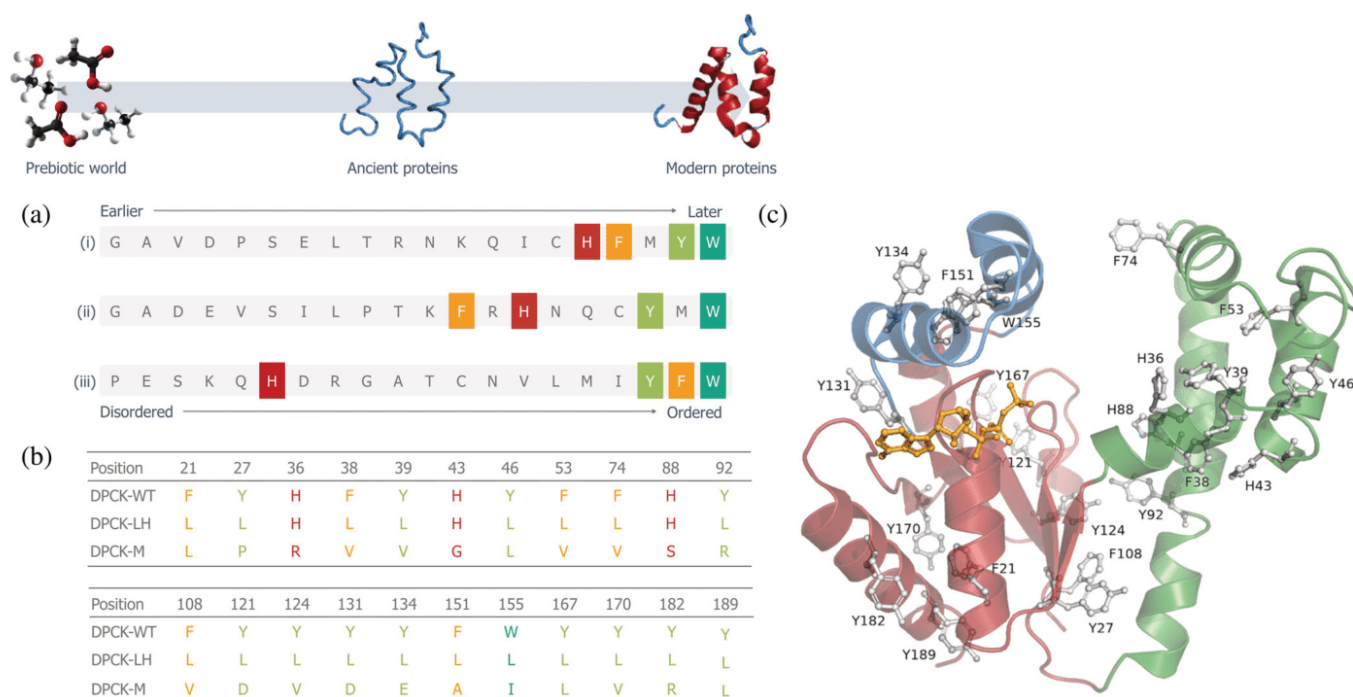 Prebiotic world Ancient proteins Modern proteins
(a)
Earlier Later
(i) G A V D P S E L T R N K Q I C H F M Y W
(ii) G A D E V S I L P T K F R H N Q C Y M W
(iii) P E S K Q H D R G A T C N V L M I Y F W
Disordered Ordered
(b)
Position 21 27 36 38 39 43 46 53 74 88 92
DPCK-WT F Y H F Y H Y F F H Y
DPCK-LH L L H L L H L L L H L
DPCK-M L P R V V G L V V S R
Position 108 121 124 131 134 151 155 167 170 182 189
DPCK-WT F Y Y Y Y F W Y Y Y Y
DPCK-LH L L L L L L L L L L L
DPCK-M V D V D E A I L V R L
(c)
Y134
F151
F74
W155
F53
Y131
Y167
H36
Y39
Y46
H88
Y121
F38
H43
Y92
Y170
Y124
F108
F21
Y182
Y27
Y189